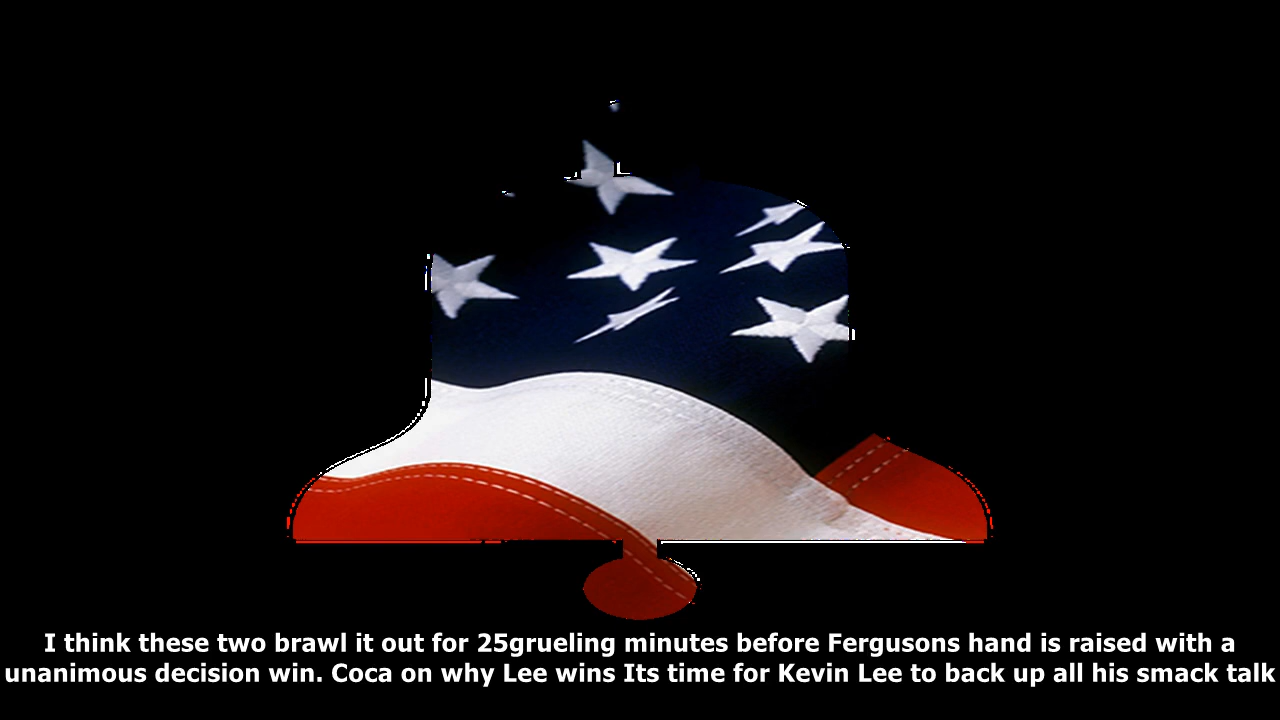 I think these two brawl it out for 25grueling minutes before Fergusons hand is raised with a
unanimous decision win. Coca on why Lee wins Its time for Kevin Lee to back up all his smack talk